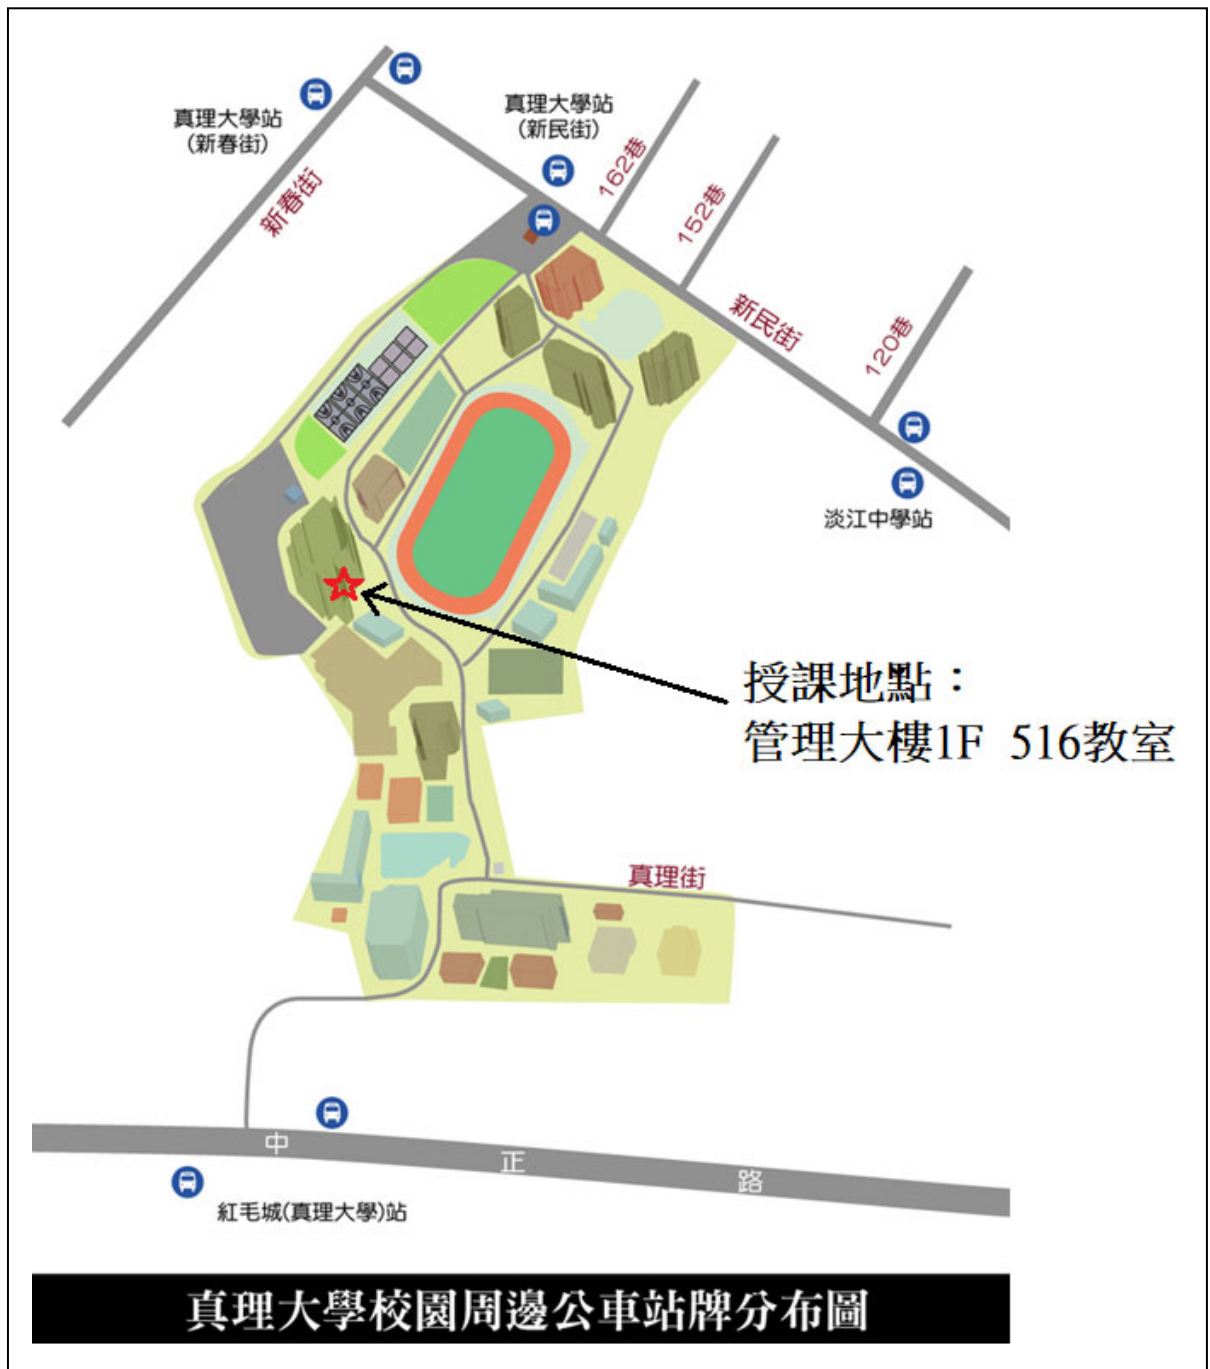 真理大學站
(新春街)
真理大學站
(新民街)
新春街
162巷
152巷
新民街
120巷
淡江中學站
授課地點：
管理大樓1F 516教室
真理街
中正路
紅毛城(真理大學)站
真理大學校園周邊公車站牌分布圖